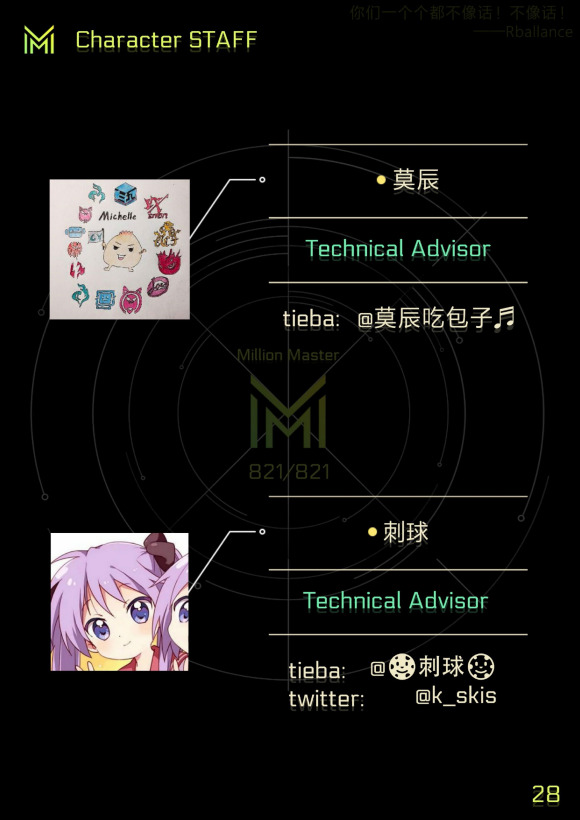 你们一个个都不像话！不像话！
——Rballance
Character STAFF
莫辰
Michelle
Technical Advisor
tieba: @莫辰吃包子♬
Million Master
821/821
刺球
Technical Advisor
tieba: @刺球
twitter: @k_skis
28